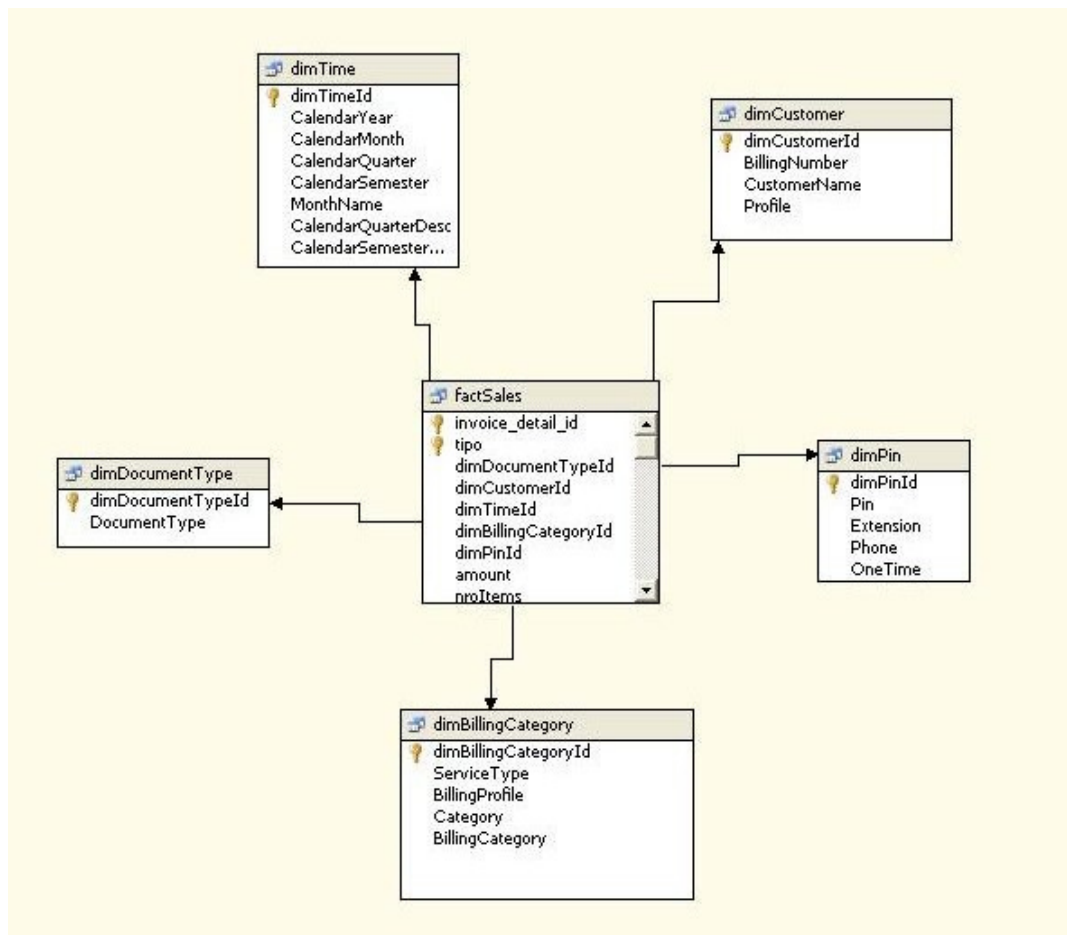 dimTime
dimTimeId
CalendarYear
CalendarMonth
CalendarQuarter
CalendarSemester
MonthName
CalendarQuarterDesc
CalendarSemester...
dimCustomer
dimCustomerId
BillingNumber
CustomerName
Profile
factSales
invoice_detail_id
tipo
dimDocumentTypeId
dimCustomerId
dimTimeId
dimBillingCategoryId
dimPinId
amount
nroItems
dimDocumentType
dimDocumentTypeId
DocumentType
dimPin
dimPinId
Pin
Extension
Phone
OneTime
dimBillingCategory
dimBillingCategoryId
ServiceType
BillingProfile
Category
BillingCategory